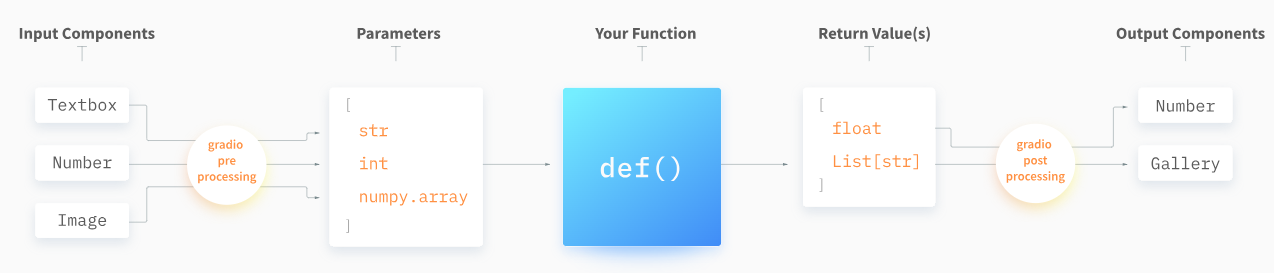 Input Components
Parameters
Your Function
Return Value(s)
Output Components
Textbox
Number
Image
gradio
pre
processing
[
str
int
numpy.array
]
def()
[
float
List[str]
]
gradio
post
processing
Number
Gallery